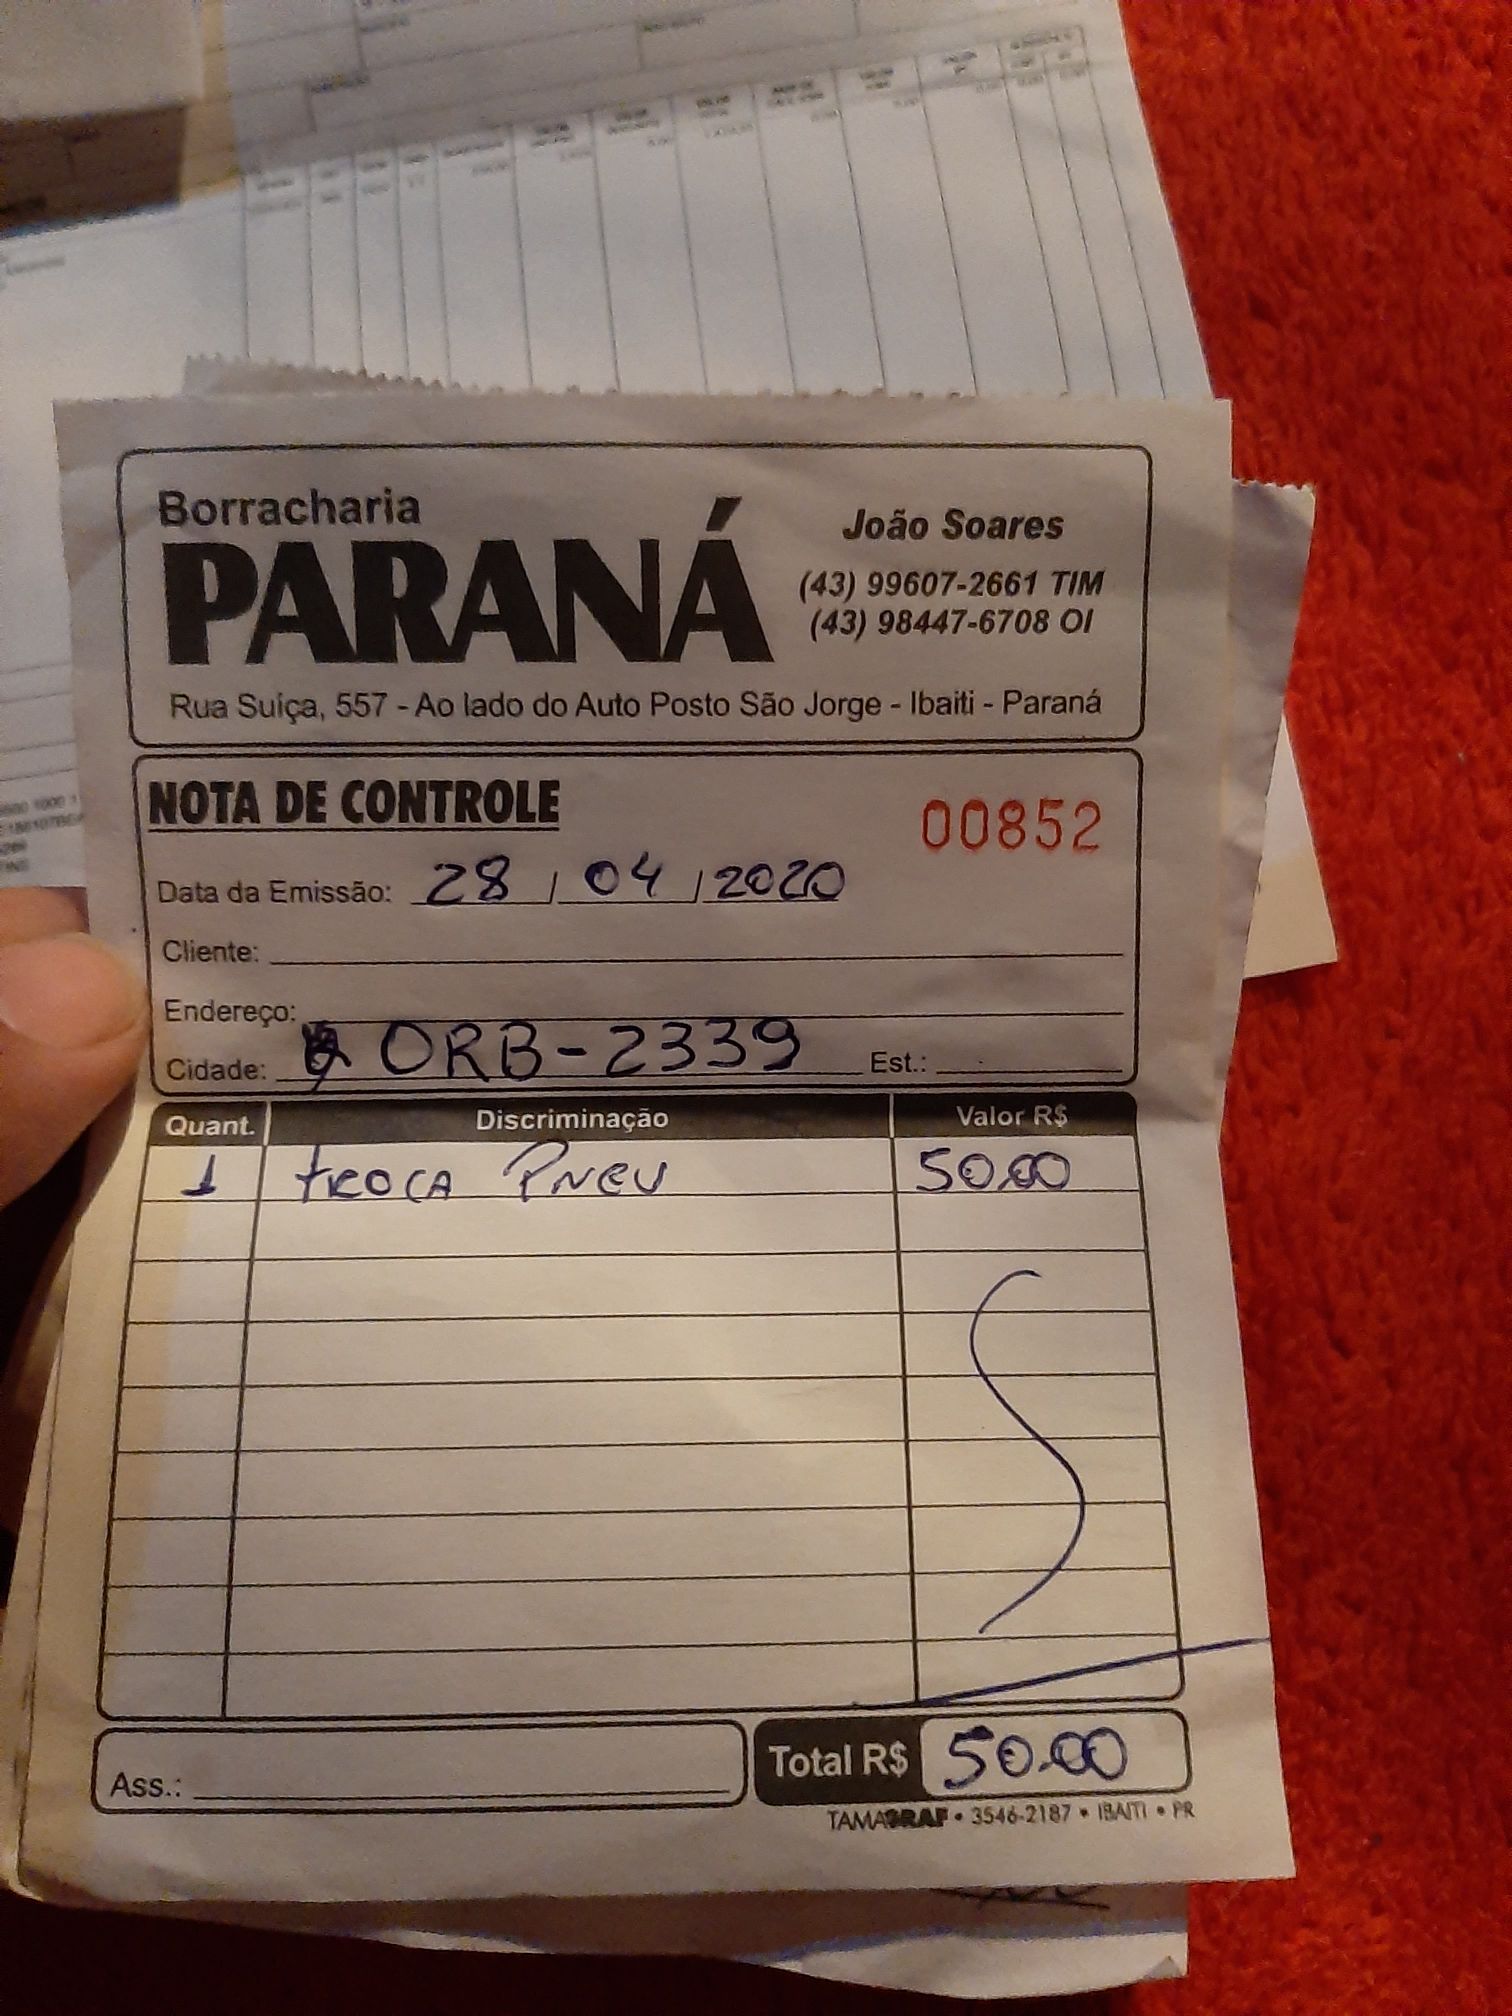 Borracharia
PARANÁ
João Soares
(43) 99607-2661 TIM
(43) 98447-6708 OI
Rua Suíça, 557 - Ao lado do Auto Posto São Jorge - Ibaiti - Paraná
NOTA DE CONTROLE
00852
Data da Emissão: 28 / 04 / 2020
Cliente:
Endereço:
Cidade: ORB-2339 Est.:
Quant. Discriminação Valor R$
1 troca Pneu 50.00
Ass.:
Total R$ 50.00
TAMAGRAF • 3546-2187 • IBAITI • PR